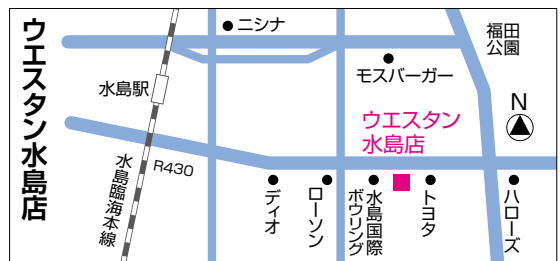 ウエスタン水島店
ニシナ
福田
公園
モスバーガー
水島駅
ウエスタン
水島店
N
R430
水島臨海本線
ディオ
ローソン
水島国際
ボウリング
トヨタ
ハローズ